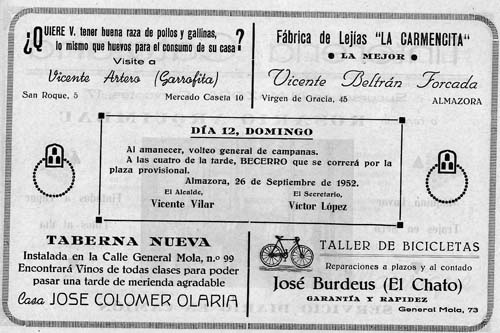 ¿QUIERE V. tener buena raza de pollos y gallinas,
lo mismo que huevos para el consumo de su casa?
Visite a
Vicente Artero (Garrofita)
San Roque, 5 Mercado Caseta 10
Fábrica de Lejías "LA CARMENCITA"
LA MEJOR
Vicente Beltrán Forcada
Virgen de Gracia, 45 ALMAZORA
DÍA 12, DOMINGO
Al amanecer, volteo general de campanas.
A las cuatro de la tarde, BECERRO que se correrá por la
plaza provisional.
Almazora, 26 de Septiembre de 1952.
El Alcalde, El Secretario,
Vicente Vilar Víctor López
TABERNA NUEVA
Instalada en la Calle General Mola, n.º 99
Encontrará Vinos de todas clases para poder
pasar una tarde de merienda agradable
Casa JOSE COLOMER OLARIA
TALLER DE BICICLETAS
Reparaciones a plazos y al contado
José Burdeus (El Chato)
GARANTÍA Y RAPIDEZ
General Mola, 73